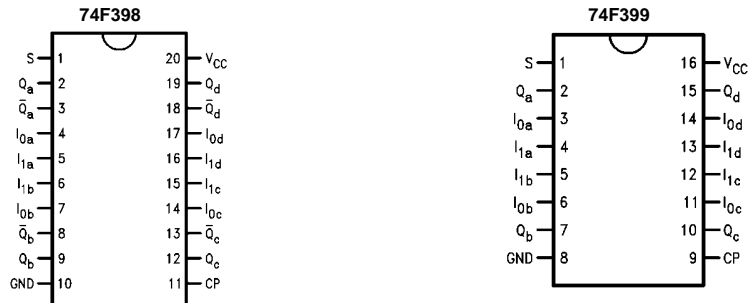 74F398
S 1 20 V_CC
Q_a 2 19 Q_d
Q̅_a 3 18 Q̅_d
I_0a 4 17 I_0d
I_1a 5 16 I_1d
I_1b 6 15 I_1c
I_0b 7 14 I_0c
Q̅_b 8 13 Q̅_c
Q_b 9 12 Q_c
GND 10 11 CP
74F399
S 1 16 V_CC
Q_a 2 15 Q_d
I_0a 3 14 I_0d
I_1a 4 13 I_1d
I_1b 5 12 I_1c
I_0b 6 11 I_0c
Q_b 7 10 Q_c
GND 8 9 CP